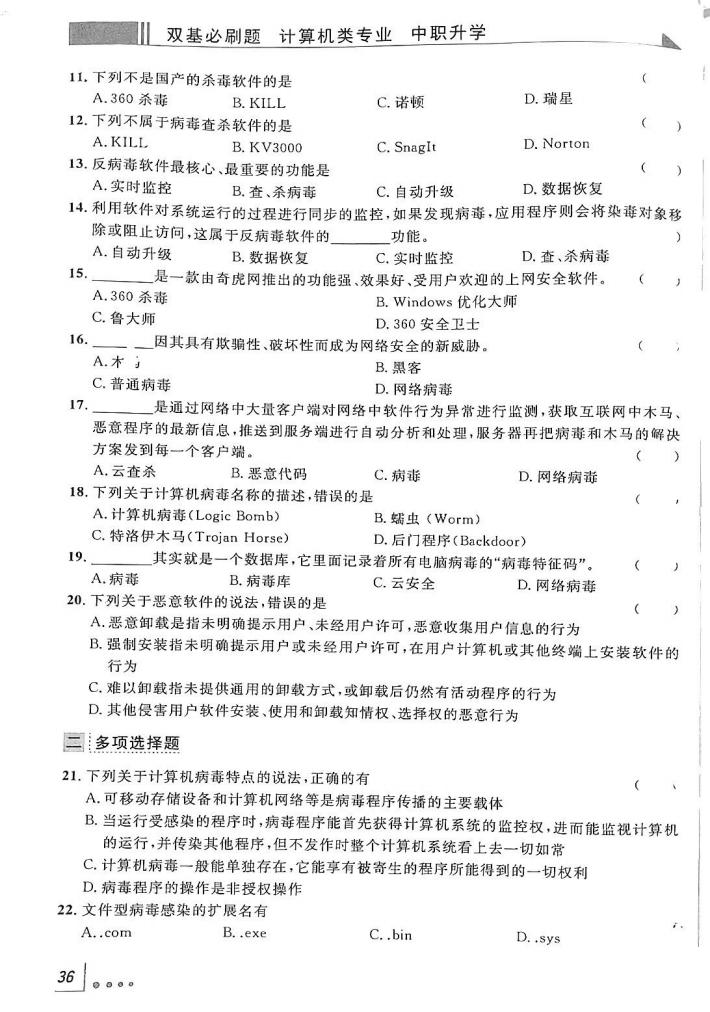 双基必刷题 计算机类专业 中职升学
11. 下列不是国产的杀毒软件的是 (
A. 360 杀毒 B. KILL C. 诺顿 D. 瑞星
12. 下列不属于病毒查杀软件的是 ( )
A. KILL B. KV3000 C. SnagIt D. Norton
13. 反病毒软件最核心、最重要的功能是 ( )
A. 实时监控 B. 查、杀病毒 C. 自动升级 D. 数据恢复
14. 利用软件对系统运行的过程进行同步的监控,如果发现病毒,应用程序则会将染毒对象移
除或阻止访问,这属于反病毒软件的________功能。 )
A. 自动升级 B. 数据恢复 C. 实时监控 D. 查、杀病毒
15. ________是一款由奇虎网推出的功能强、效果好、受用户欢迎的上网安全软件。 ( )
A. 360 杀毒 B. Windows 优化大师
C. 鲁大师 D. 360 安全卫士
16. ____ __因其具有欺骗性、破坏性而成为网络安全的新威胁。 (
A. 木 B. 黑客
C. 普通病毒 D. 网络病毒
17. ________是通过网络中大量客户端对网络中软件行为异常进行监测,获取互联网中木马、
恶意程序的最新信息,推送到服务端进行自动分析和处理,服务器再把病毒和木马的解决
方案发到每一个客户端。 ( )
A. 云查杀 B. 恶意代码 C. 病毒 D. 网络病毒
18. 下列关于计算机病毒名称的描述,错误的是 (
A. 计算机病毒(Logic Bomb) B. 蠕虫 (Worm)
C. 特洛伊木马(Trojan Horse) D. 后门程序(Backdoor)
19. ________其实就是一个数据库,它里面记录着所有电脑病毒的“病毒特征码”。 ( )
A. 病毒 B. 病毒库 C. 云安全 D. 网络病毒
20. 下列关于恶意软件的说法,错误的是 ( )
A. 恶意卸载是指未明确提示用户、未经用户许可,恶意收集用户信息的行为
B. 强制安装指未明确提示用户或未经用户许可,在用户计算机或其他终端上安装软件的
行为
C. 难以卸载指未提供通用的卸载方式,或卸载后仍然有活动程序的行为
D. 其他侵害用户软件安装、使用和卸载知情权、选择权的恶意行为
二 多项选择题
21. 下列关于计算机病毒特点的说法,正确的有 (
A. 可移动存储设备和计算机网络等是病毒程序传播的主要载体
B. 当运行受感染的程序时,病毒程序能首先获得计算机系统的监控权,进而能监视计算机
的运行,并传染其他程序,但不发作时整个计算机系统看上去一切如常
C. 计算机病毒一般能单独存在,它能享有被寄生的程序所能得到的一切权利
D. 病毒程序的操作是非授权操作
22. 文件型病毒感染的扩展名有
A. .com B. .exe C. .bin D. .sys
36